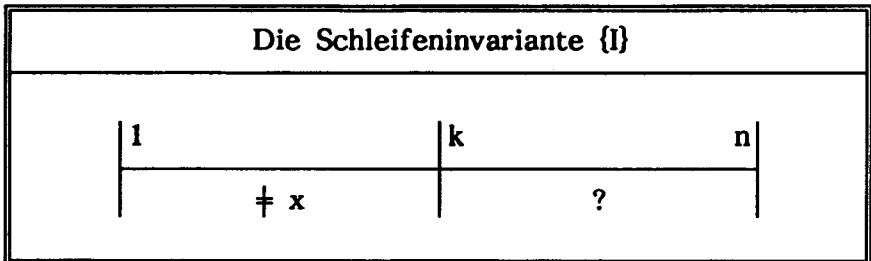 Die Schleifeninvariante {I}
1 k n
≠ x ?